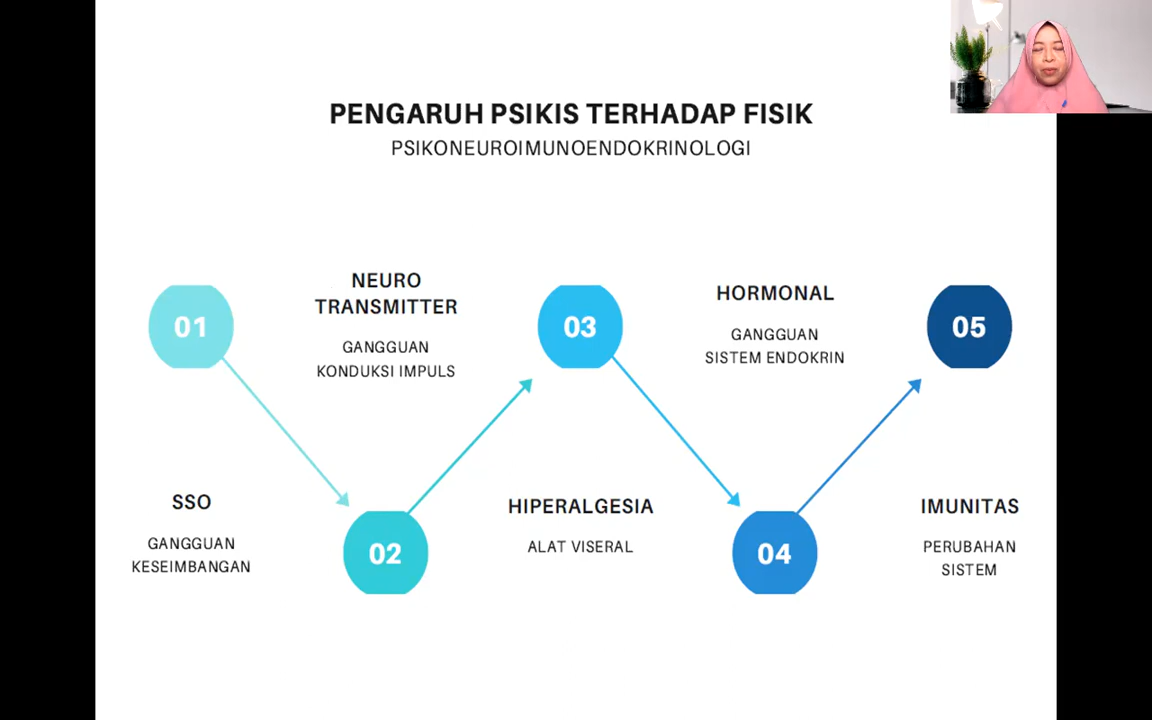 PENGARUH PSIKIS TERHADAP FISIK
PSIKONEUROIMUNOENDOKRINOLOGI
01
SSO
GANGGUAN
KESEIMBANGAN
NEURO
TRANSMITTER
GANGGUAN
KONDUKSI IMPULS
02
03
HIPERALGESIA
ALAT VISERAL
HORMONAL
GANGGUAN
SISTEM ENDOKRIN
04
05
IMUNITAS
PERUBAHAN
SISTEM